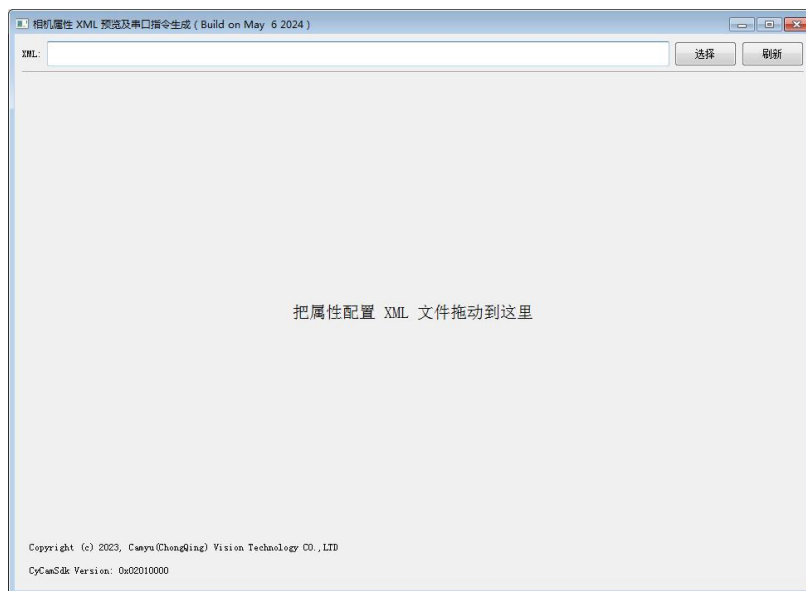 相机属性 XML 预览及串口指令生成 ( Build on May  6 2024 )
XML: 选择 刷新
把属性配置 XML 文件拖动到这里
Copyright (c) 2023, Camyu(ChongQing) Vision Technology CO.,LTD
CyCamSdk Version: 0x02010000